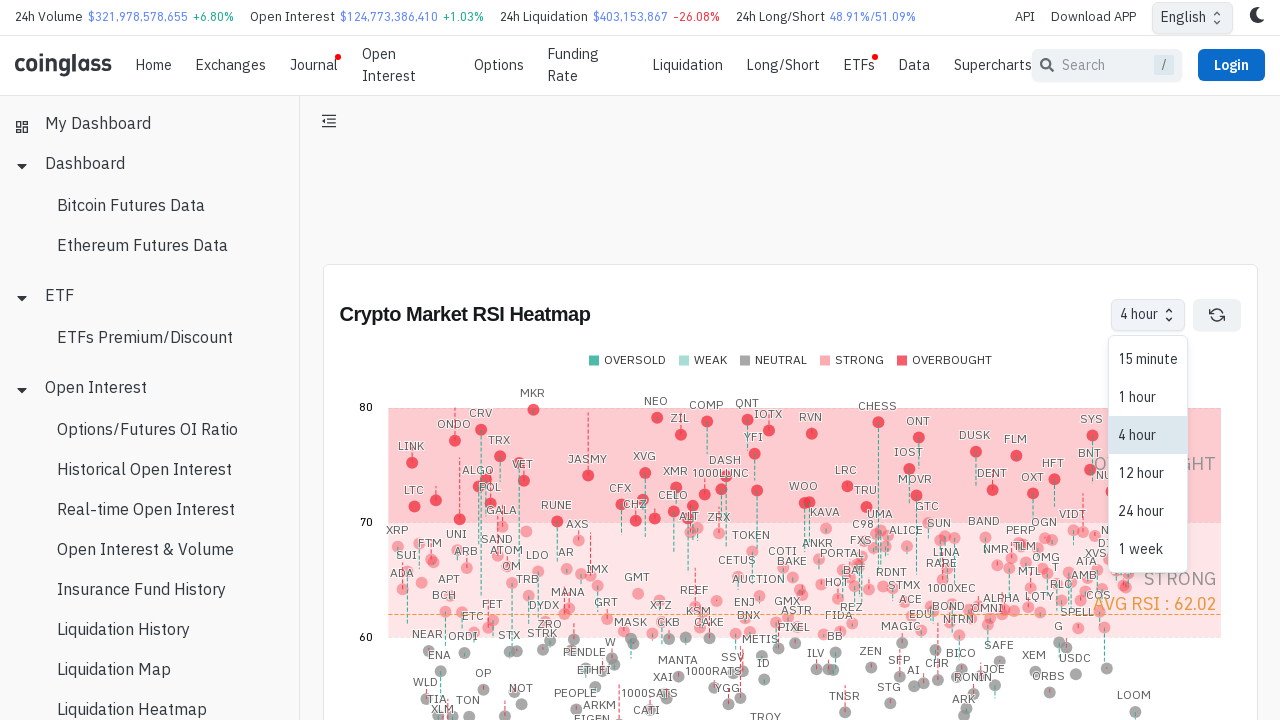 24h Volume $321,978,578,655 +6.80% Open Interest $124,773,386,410 +1.03% 24h Liquidation $403,153,867 -26.08% 24h Long/Short 48.91%/51.09% API Download APP English
coinglass Home Exchanges Journal Open Interest Options Funding Rate Liquidation Long/Short ETFs Data Supercharts Search / Login
My Dashboard
Dashboard
Bitcoin Futures Data
Ethereum Futures Data
ETF
ETFs Premium/Discount
Open Interest
Options/Futures OI Ratio
Historical Open Interest
Real-time Open Interest
Open Interest & Volume
Insurance Fund History
Liquidation History
Liquidation Map
Liquidation Heatmap
Crypto Market RSI Heatmap 4 hour
15 minute
1 hour
4 hour
12 hour
24 hour
1 week
OVERSOLD WEAK NEUTRAL STRONG OVERBOUGHT
80
70
60
MKR
NEO COMP QNT
CRV ONDO ZIL IOTX RVN CHESS ONT SYS
LINK TRX XVG YFI IOST DUSK FLM BNT
ALGO VET JASMY XMR DASH 1000LUNC LRC MDVR DENT OXT HFT
LTC FIL CFX CHZ CELO WOO TRU
GALA RUNE ALT ZRX KAVA UMA GTC
XRP UNI AXS C98 ALICE SUN BAND OGN VIDT
FTM SAND TOKEN ANKR FXS PERP
SUI ARB ATOM LDO AR CETUS COTI PORTAL LINA NMR TLM XVS
ADA APT OM TRB IMX GMT AUCTION BAKE BAT RDNT RARE OMG ATA
BCH MANA REEF HOT STMX 1000XEC MTL RLC AMB
FET DYDX GRT XTZ ENJ GMX ACE ALPHA LQTY COS
STRONG
AVG RSI : 62.02
ETC ZRO MASK KSM BNX ASTR REZ EDU BOND OMNI SPELL
NEAR ORDI STX STRK CKB CAKE METIS PIXEL FIDA BB MAGIC NTRN G
ENA OP PENDLE W MANTA SSV ID ILV ZEN SFP CHR BICO SAFE XEM USDC
WLD NOT ETHFI XAI 1000RATS AI RONIN JOE ORBS
TIA TON PEOPLE 1000SATS YGG TNSR STG ARK LOOM
XLM ARKM CATI TROY
EIGEN